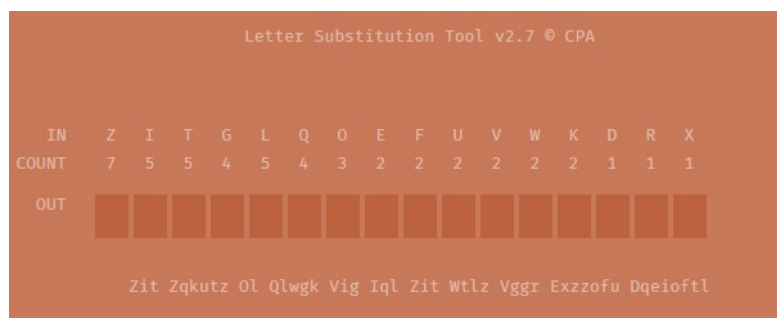 Letter Substitution Tool v2.7 © CPA
IN Z I T G L Q O E F U V W K D R X
COUNT 7 5 5 4 5 4 3 2 2 2 2 2 2 1 1 1
OUT
Zit Zqkutz Ol Qlwgk Vig Iql Zit Wtlz Vggr Exzzofu Dqeioftl